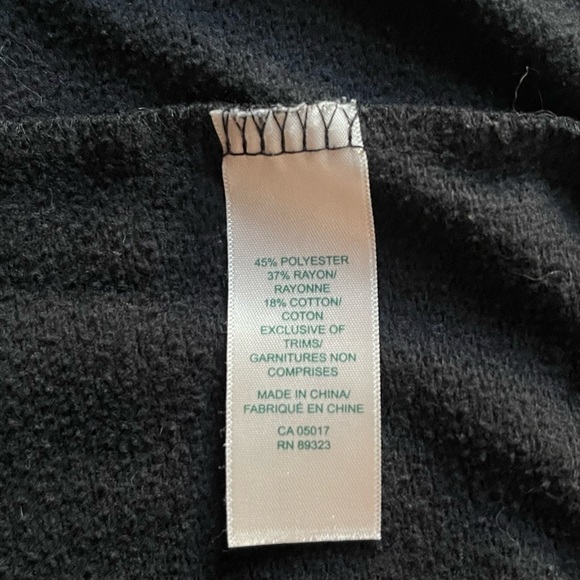 45% POLYESTER
37% RAYON/
RAYONNE
18% COTTON/
COTON
EXCLUSIVE OF
TRIMS/
GARNITURES NON
COMPRISES
MADE IN CHINA/
FABRIQUÉ EN CHINE
CA 05017
RN 89323